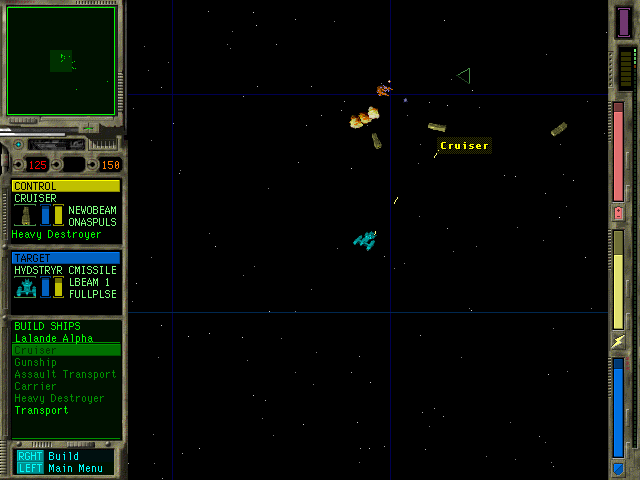 125 150
CONTROL
CRUISER
NEWOBEAM
ONASPULS
Heavy Destroyer
TARGET
HYDSTRYR CMISSILE
LBEAM 1
FULLPLSE
BUILD SHIPS
Lalande Alpha
Cruiser
Gunship
Assault Transport
Carrier
Heavy Destroyer
Transport
RGHT Build
LEFT Main Menu
Cruiser